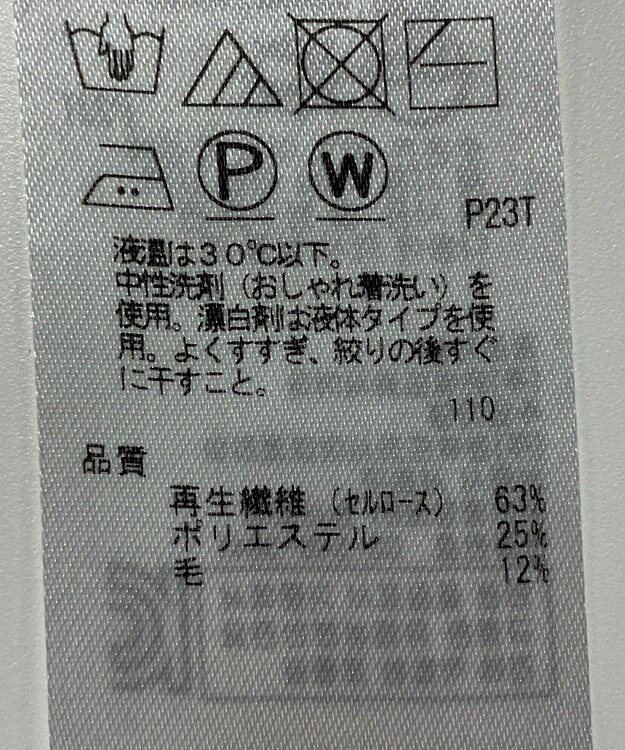 P W
P23T
液温は30℃以下。
中性洗剤（おしゃれ着洗い）を
使用。漂白剤は液体タイプを使
用。よくすすぎ、絞りの後すぐ
に干すこと。
110
品質
再生繊維（セルロース） 63%
ポリエステル 25%
毛 12%